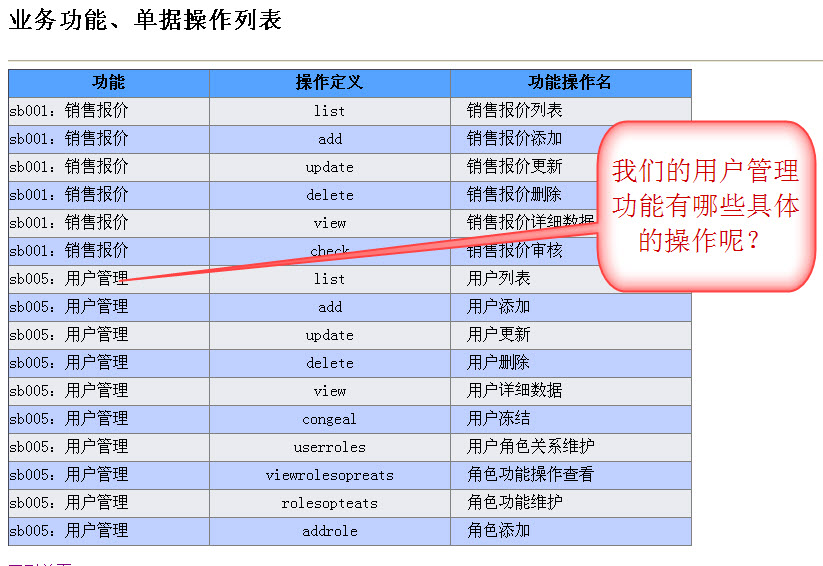 业务功能、单据操作列表
功能 操作定义 功能操作名
sb001：销售报价 list 销售报价列表
sb001：销售报价 add 销售报价添加
sb001：销售报价 update 销售报价更新
sb001：销售报价 delete 销售报价删除
sb001：销售报价 view 销售报价详细数据
sb001：销售报价 check 销售报价审核
sb005：用户管理 list 用户列表
sb005：用户管理 add 用户添加
sb005：用户管理 update 用户更新
sb005：用户管理 delete 用户删除
sb005：用户管理 view 用户详细数据
sb005：用户管理 congeal 用户冻结
sb005：用户管理 userroles 用户角色关系维护
sb005：用户管理 viewrolesopreats 角色功能操作查看
sb005：用户管理 rolesopteats 角色功能维护
sb005：用户管理 addrole 角色添加
我们的用户管理
功能有哪些具体
的操作呢？